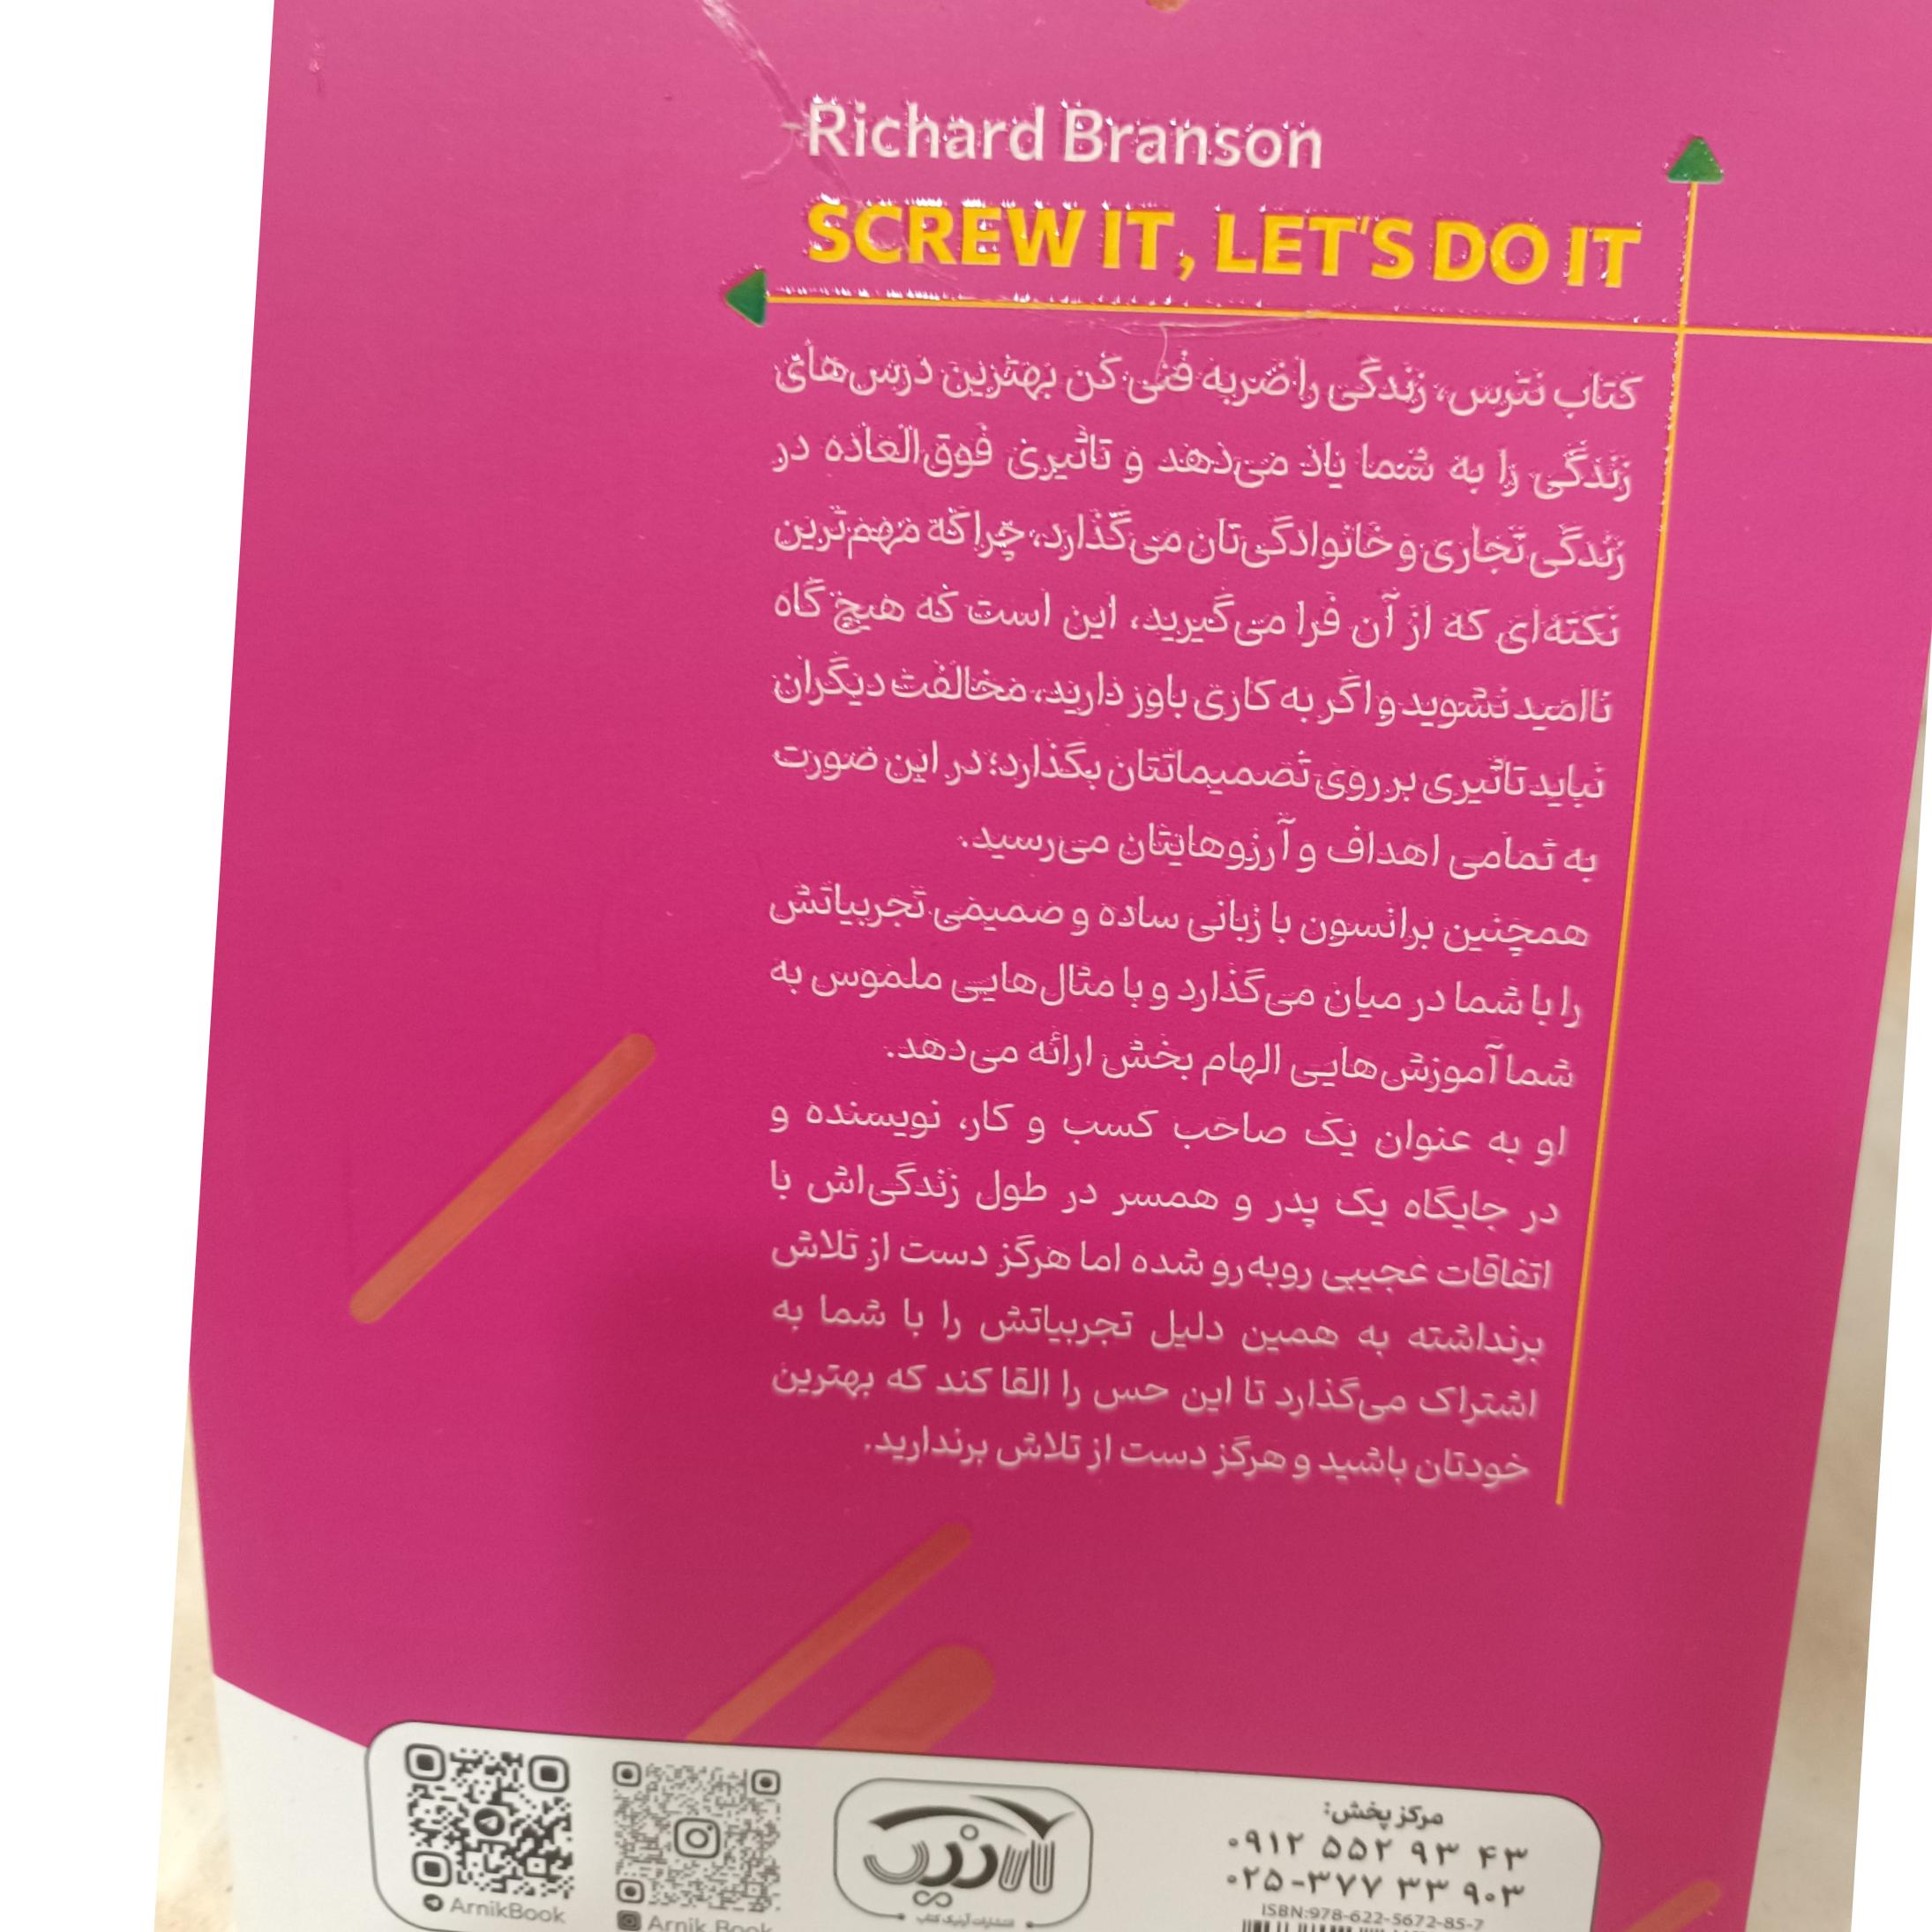 Richard Branson
SCREW IT, LET'S DO IT
کتاب نترس، زندگی را ضربه فنی کن بهترین درس‌های
زندگی را به شما یاد می‌دهد و تاثیری فوق‌العاده در
زندگی تجاری و خانوادگی‌تان می‌گذارد، چرا که مهم‌ترین
نکته‌ای که از آن فرا می‌گیرید، این است که هیچ گاه
ناامید نشوید و اگر به کاری باور دارید، مخالفت دیگران
نباید تاثیری بر روی تصمیماتتان بگذارد؛ در این صورت
به تمامی اهداف و آرزوهایتان می‌رسید.
همچنین برانسون با زبانی ساده و صمیمی تجربیاتش
را با شما در میان می‌گذارد و با مثال‌هایی ملموس به
شما آموزش‌هایی الهام بخش ارائه می‌دهد.
او به عنوان یک صاحب کسب و کار، نویسنده و
در جایگاه یک پدر و همسر در طول زندگی‌اش با
اتفاقات عجیبی روبه‌رو شده اما هرگز دست از تلاش
برنداشته به همین دلیل تجربیاتش را با شما به
اشتراک می‌گذارد تا این حس را القا کند که بهترین
خودتان باشید و هرگز دست از تلاش برندارید.
مرکز پخش:
۰۹۱۲ ۵۵۲ ۹۳ ۴۳
۰۲۵-۳۷۷ ۳۳ ۹۰۳
ISBN:978-622-5672-85-7
آرنیک
انتشارات آرنیک کتاب
Arnik.Book
ArnikBook